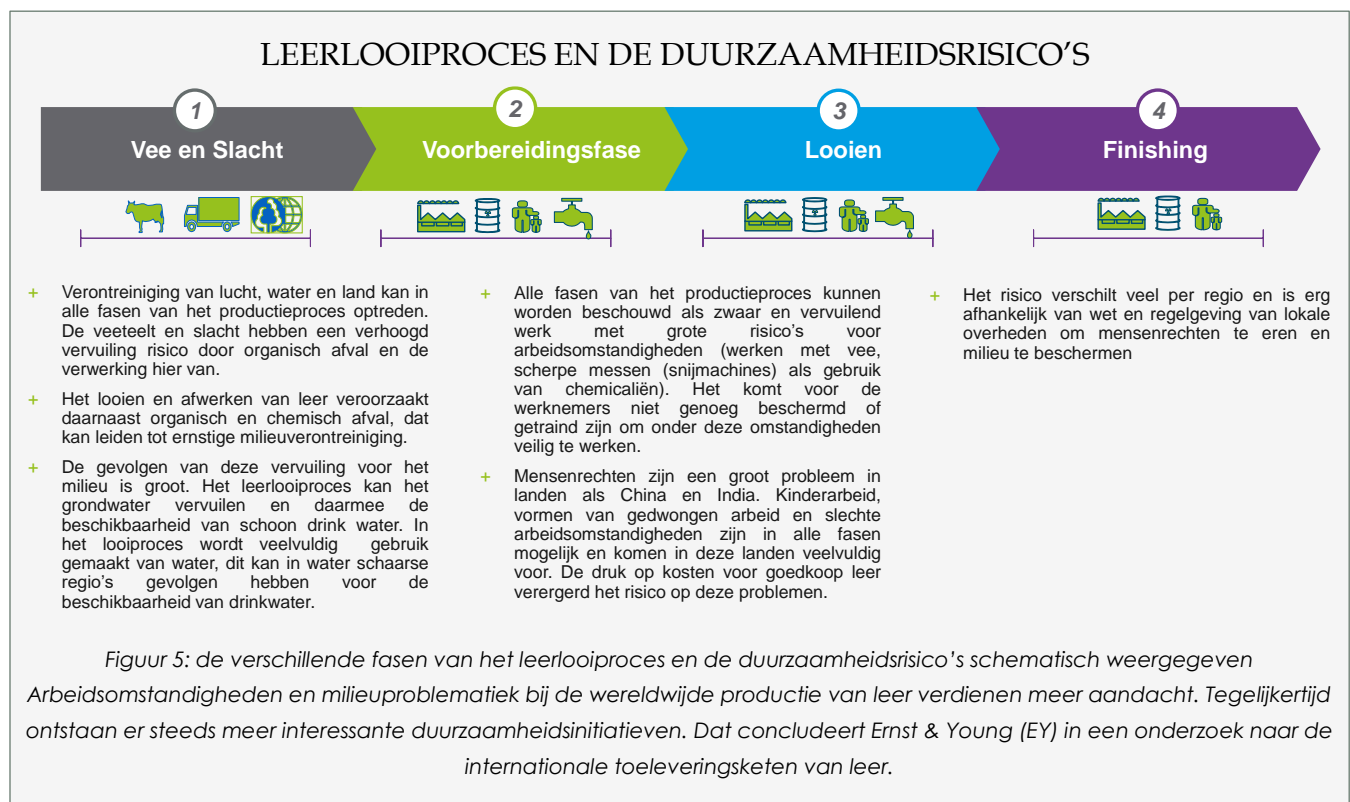 LEERLOOIPROCES EN DE DUURZAAMHEIDSRISICO’S
1
2
3
4
Vee en Slacht
Voorbereidingsfase
Looien
Finishing
+ Verontreiniging van lucht, water en land kan in
alle fasen van het productieproces optreden.
De veeteelt en slacht hebben een verhoogd
vervuiling risico door organisch afval en de
verwerking hier van.
+ Het looien en afwerken van leer veroorzaakt
daarnaast organisch en chemisch afval, dat
kan leiden tot ernstige milieuverontreiniging.
+ De gevolgen van deze vervuiling voor het
milieu is groot. Het leerlooiproces kan het
grondwater vervuilen en daarmee de
beschikbaarheid van schoon drink water. In
het looiproces wordt veelvuldig gebruik
gemaakt van water, dit kan in water schaarse
regio’s gevolgen hebben voor de
beschikbaarheid van drinkwater.
+ Alle fasen van het productieproces kunnen
worden beschouwd als zwaar en vervuilend
werk met grote risico’s voor
arbeidsomstandigheden (werken met vee,
scherpe messen (snijmachines) als gebruik
van chemicaliën). Het komt voor de
werknemers niet genoeg beschermd of
getraind zijn om onder deze omstandigheden
veilig te werken.
+ Mensenrechten zijn een groot probleem in
landen als China en India. Kinderarbeid,
vormen van gedwongen arbeid en slechte
arbeidsomstandigheden zijn in alle fasen
mogelijk en komen in deze landen veelvuldig
voor. De druk op kosten voor goedkoop leer
verergerd het risico op deze problemen.
+ Het risico verschilt veel per regio en is erg
afhankelijk van wet en regelgeving van lokale
overheden om mensenrechten te eren en
milieu te beschermen
Figuur 5: de verschillende fasen van het leerlooiproces en de duurzaamheidsrisico’s schematisch weergegeven
Arbeidsomstandigheden en milieuproblematiek bij de wereldwijde productie van leer verdienen meer aandacht. Tegelijkertijd
ontstaan er steeds meer interessante duurzaamheidsinitiatieven. Dat concludeert Ernst & Young (EY) in een onderzoek naar de
internationale toeleveringsketen van leer.